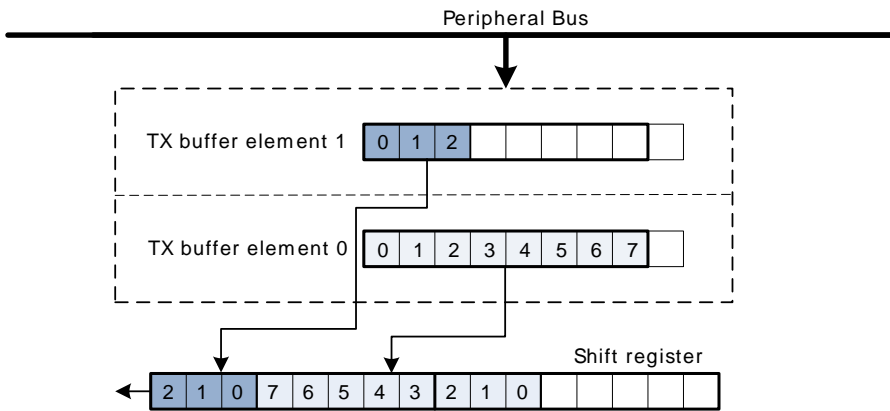 Peripheral Bus
TX buffer element 1 0 1 2
TX buffer element 0 0 1 2 3 4 5 6 7
Shift register
2 1 0 7 6 5 4 3 2 1 0